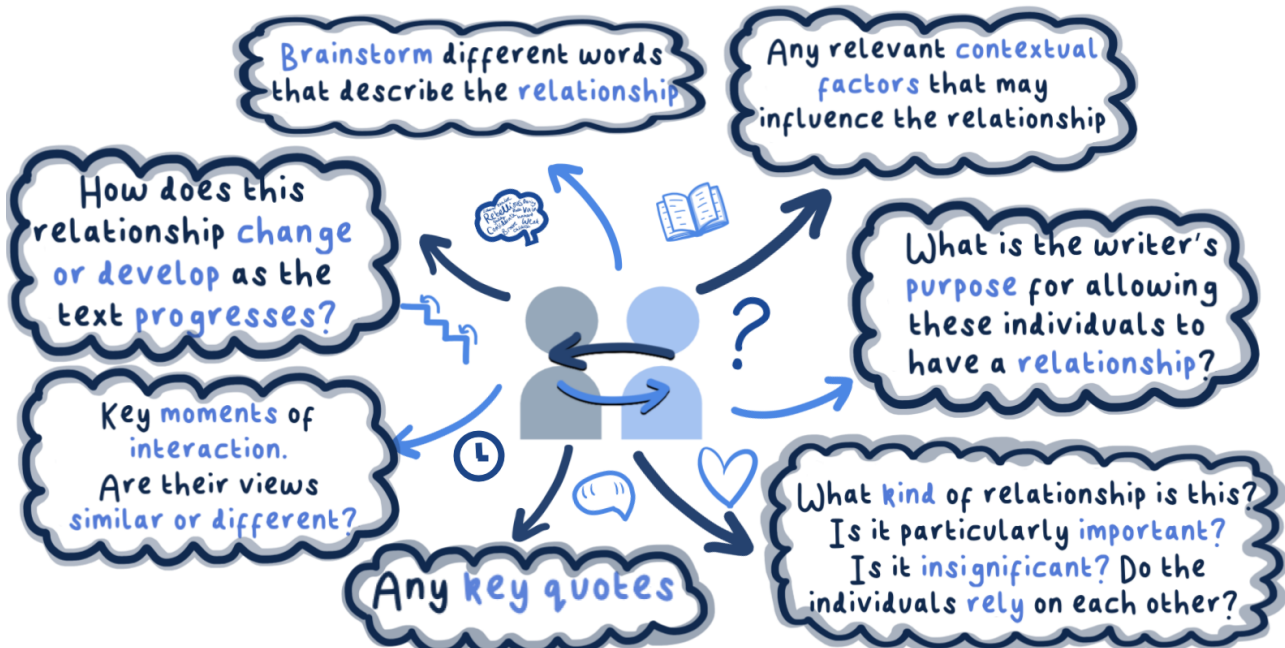 Brainstorm different words
that describe the relationship
Any relevant contextual
factors that may
influence the relationship
How does this
relationship change
or develop as the
text progresses?
What is the writer's
purpose for allowing
these individuals to
have a relationship?
Key moments of
interaction.
Are their views
similar or different?
Any key quotes
What kind of relationship is this?
Is it particularly important?
Is it insignificant? Do the
individuals rely on each other?
?